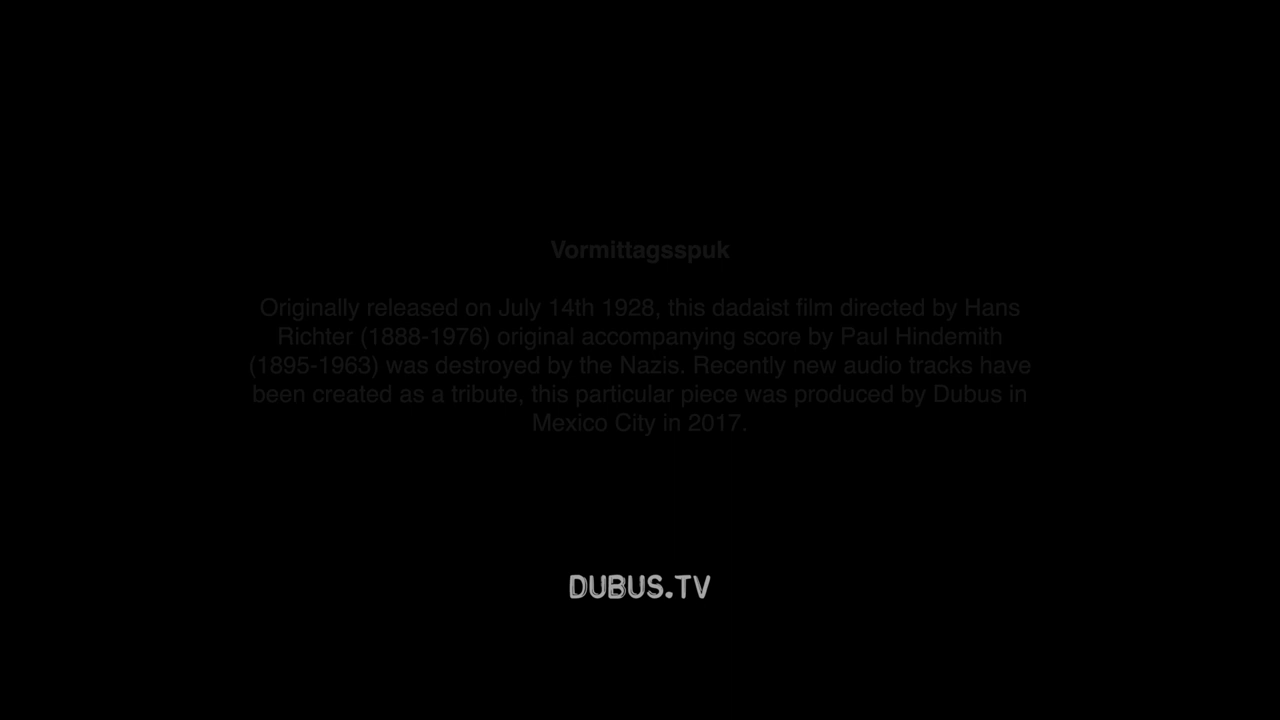 Vormittagsspuk
Originally released on July 14th 1928, this dadaist film directed by Hans
Richter (1888-1976) original accompanying score by Paul Hindemith
(1895-1963) was destroyed by the Nazis. Recently new audio tracks have
been created as a tribute, this particular piece was produced by Dubus in
Mexico City in 2017.
DUBUS.TV